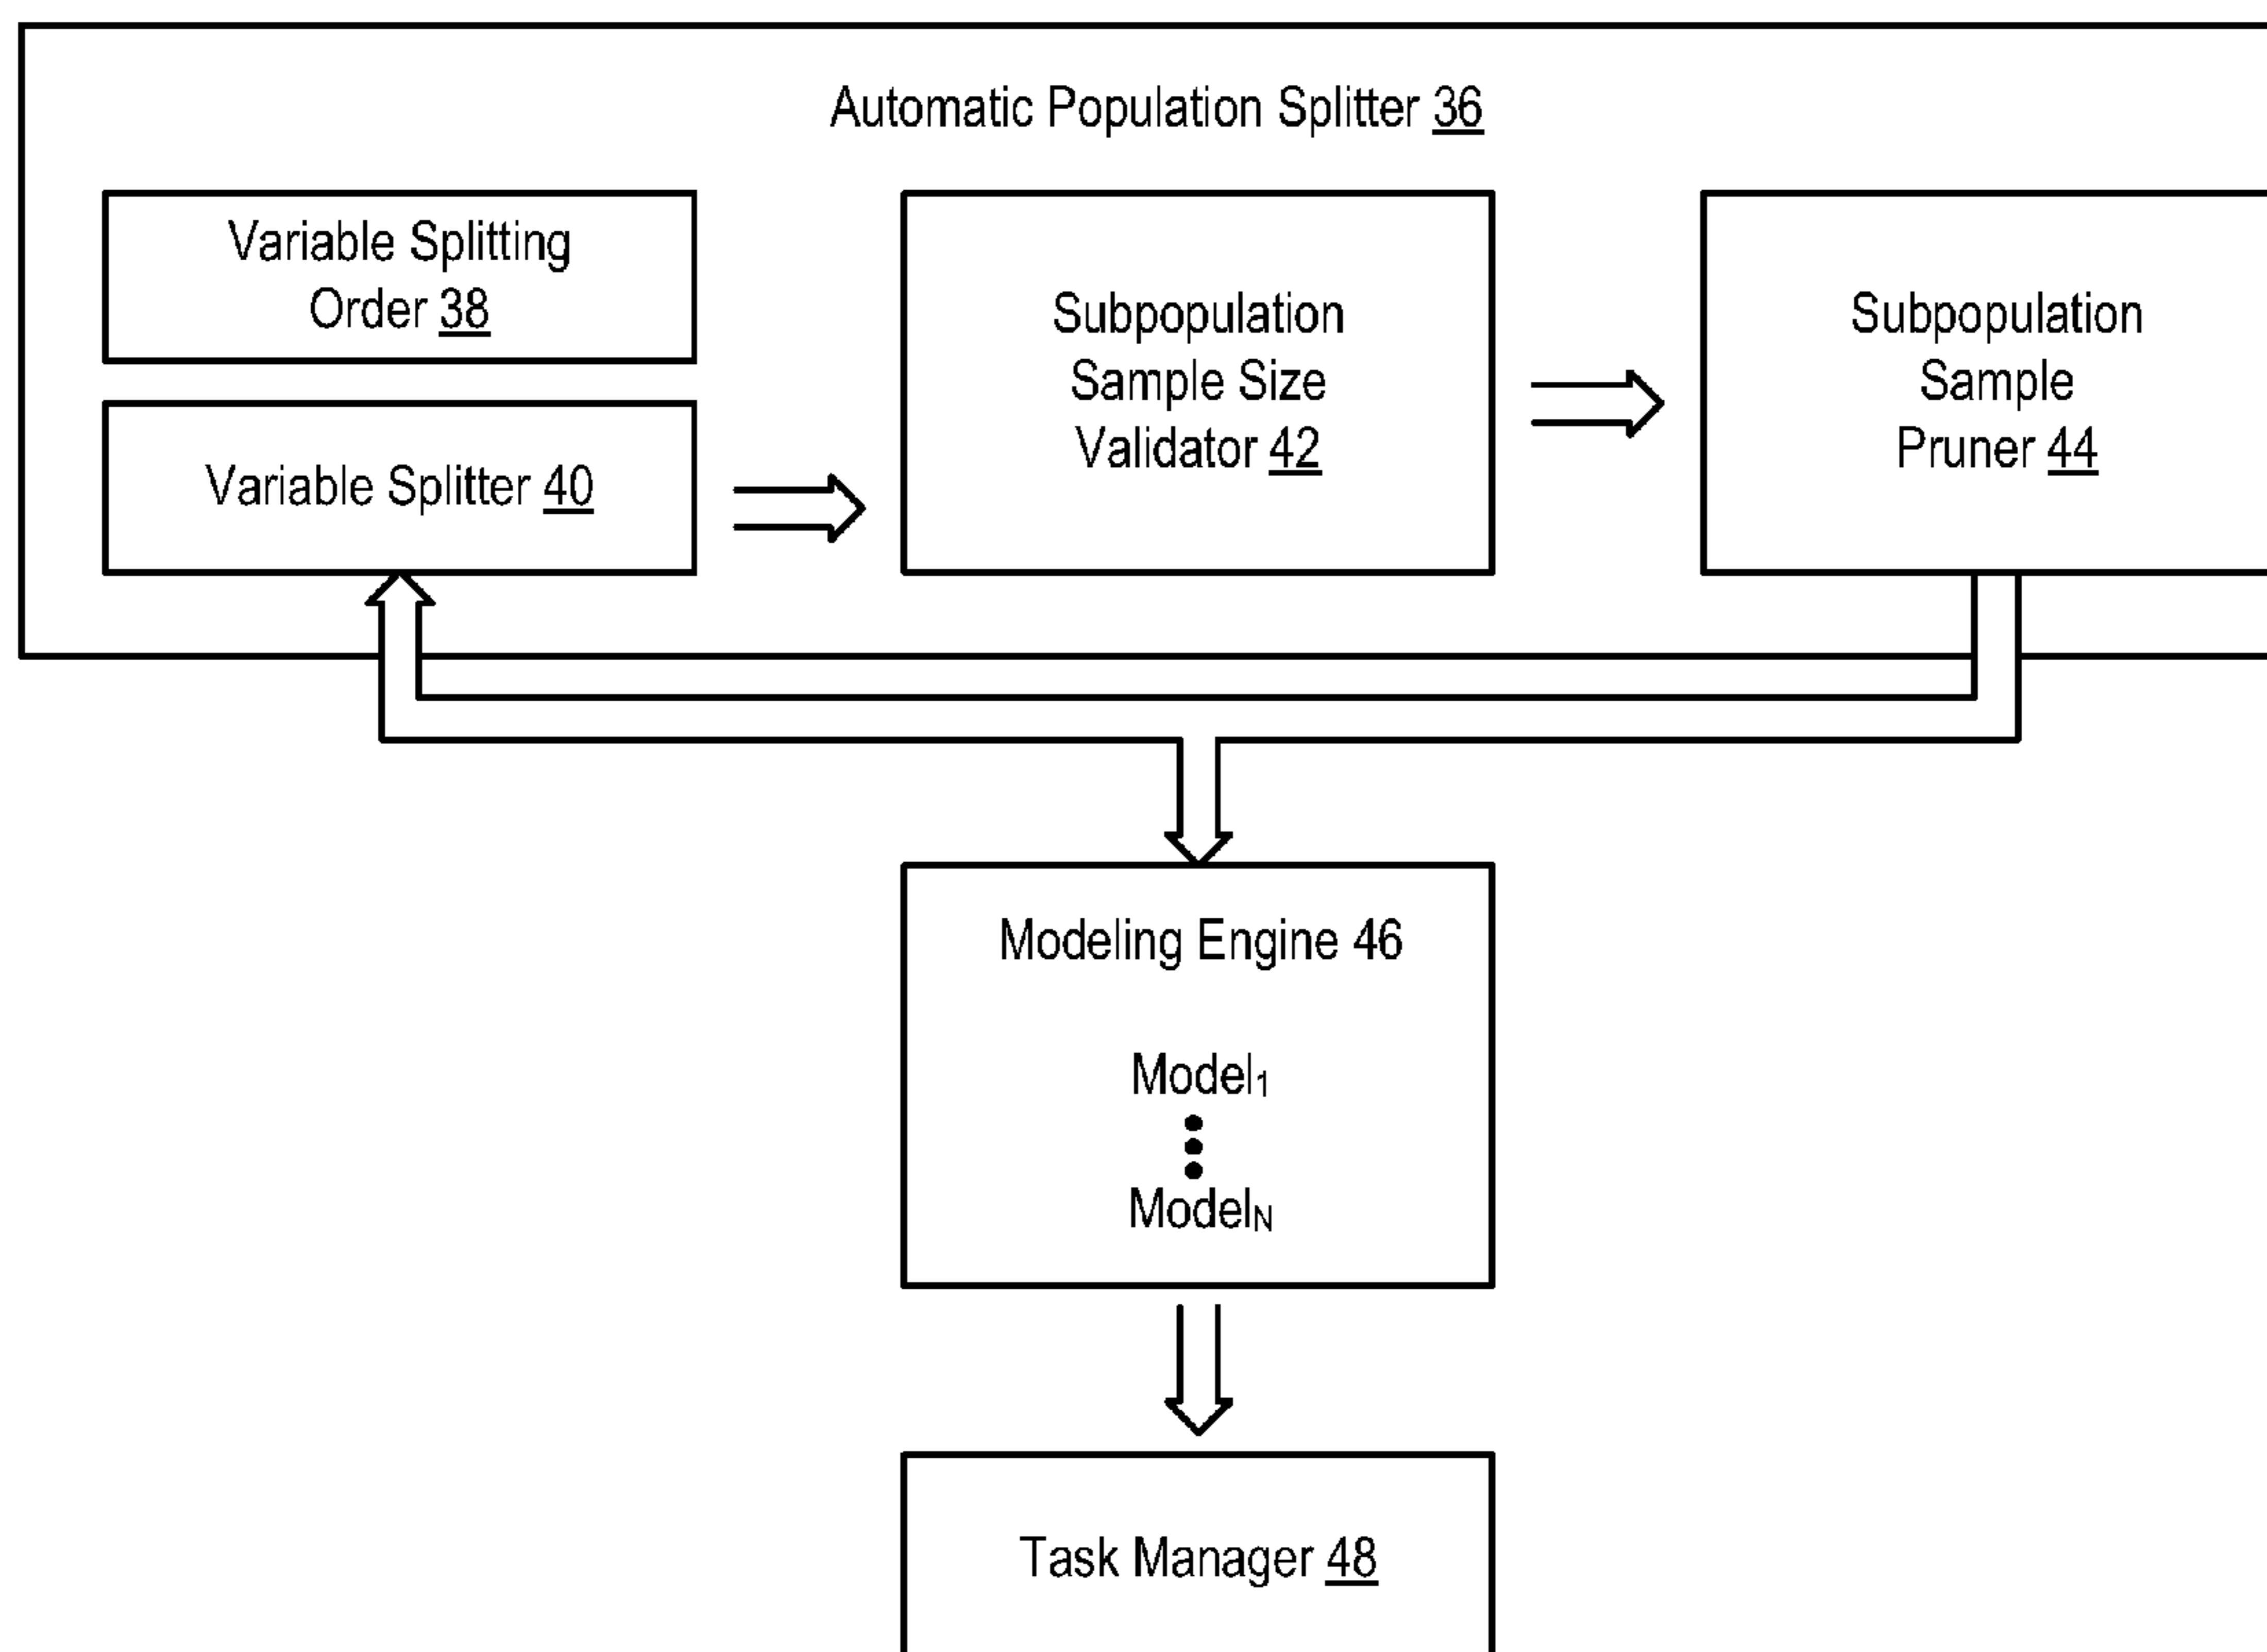 Automatic Population Splitter 36
Variable Splitting
Order 38
Variable Splitter 40
Subpopulation
Sample Size
Validator 42
Subpopulation
Sample
Pruner 44
Modeling Engine 46
Model₁
Modelₙ
Task Manager 48